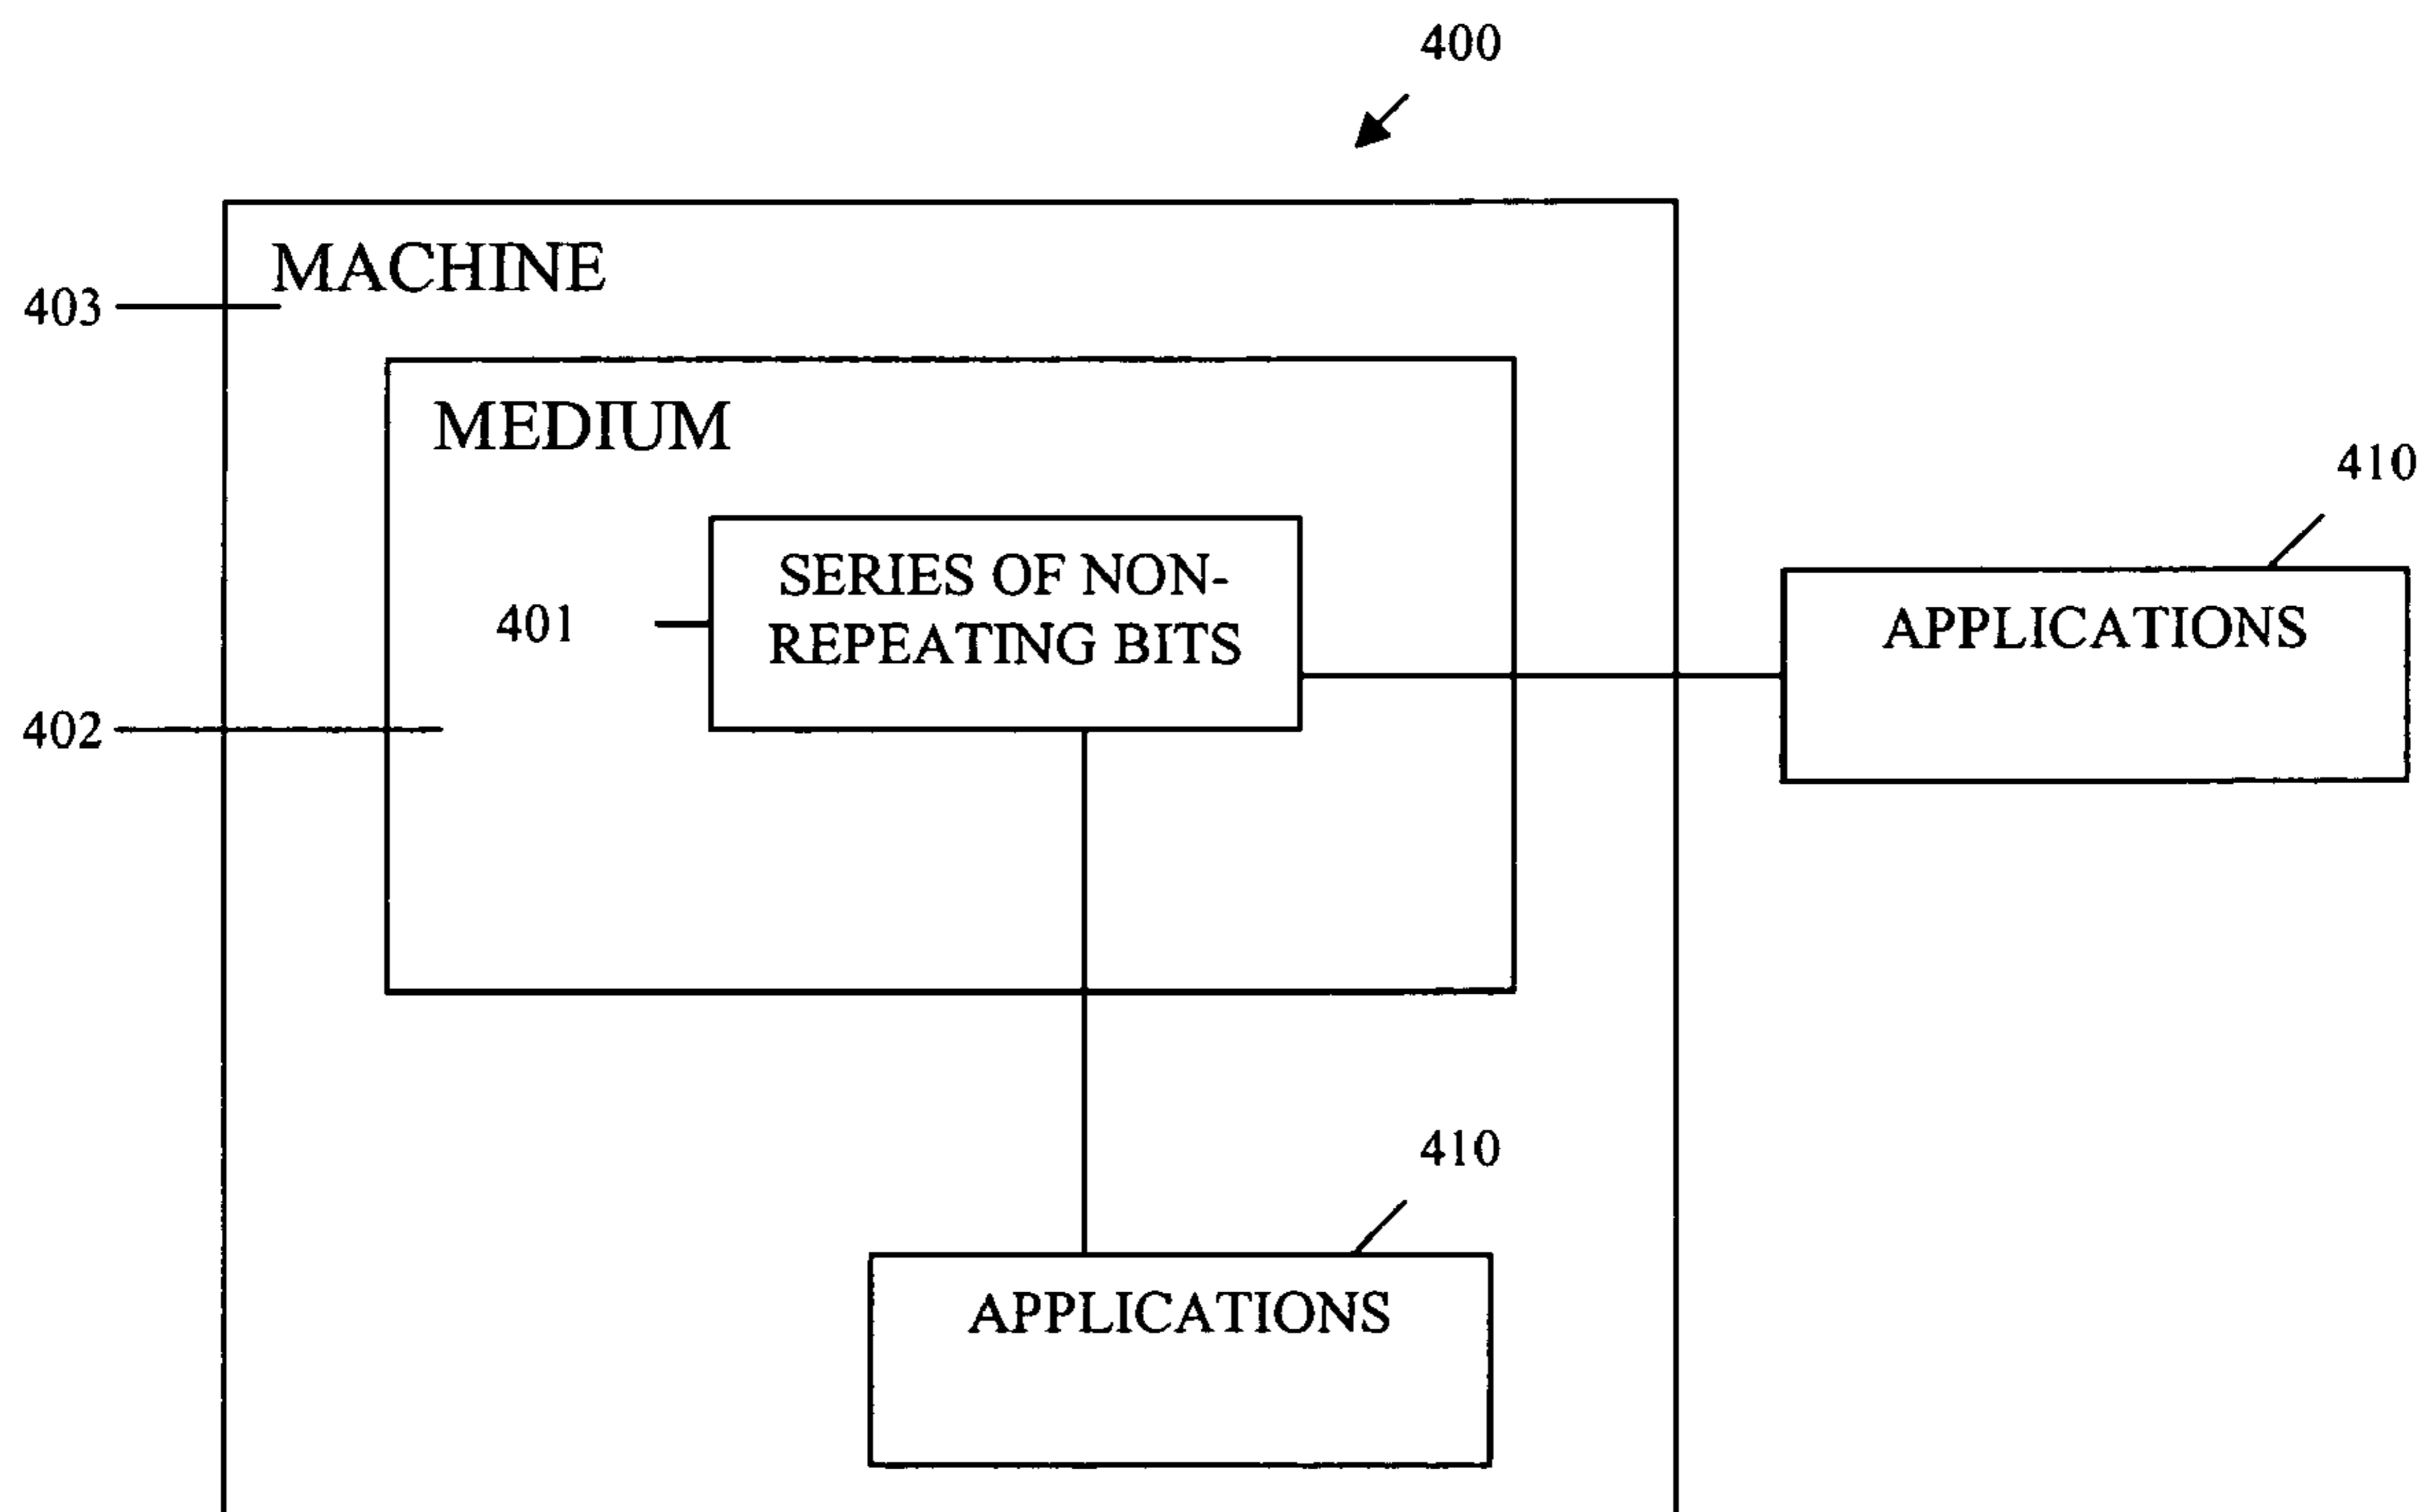 400
MACHINE
403
MEDIUM
410
SERIES OF NON-
REPEATING BITS
401
APPLICATIONS
402
410
APPLICATIONS